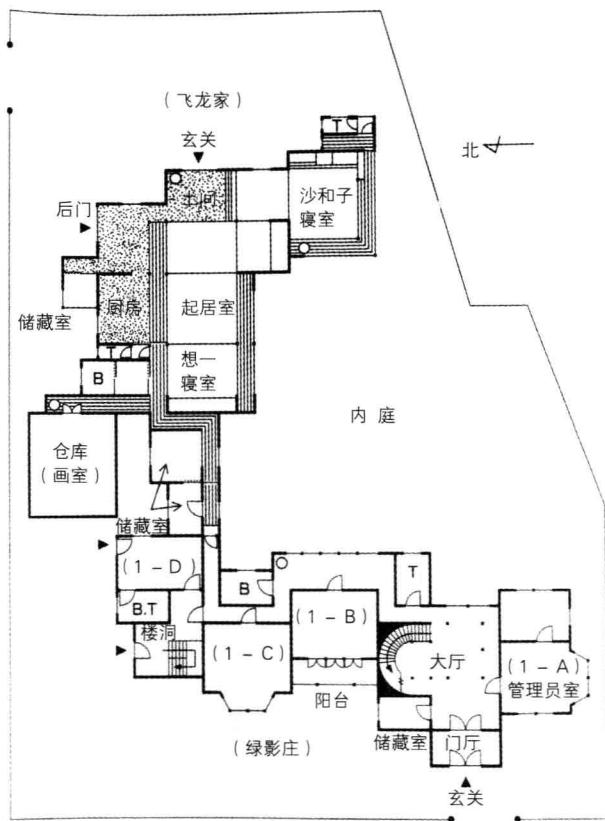 (飞龙家)
玄关
北
T
土间
沙和子
寝室
后门
储藏室
厨房
起居室
T
B
想一
寝室
内庭
仓库
(画室)
储藏室
(1-D)
B
T
B.T
(1-B)
楼洞
(1-C)
大厅
(1-A)
管理员室
阳台
储藏室
门厅
(绿影庄)
玄关